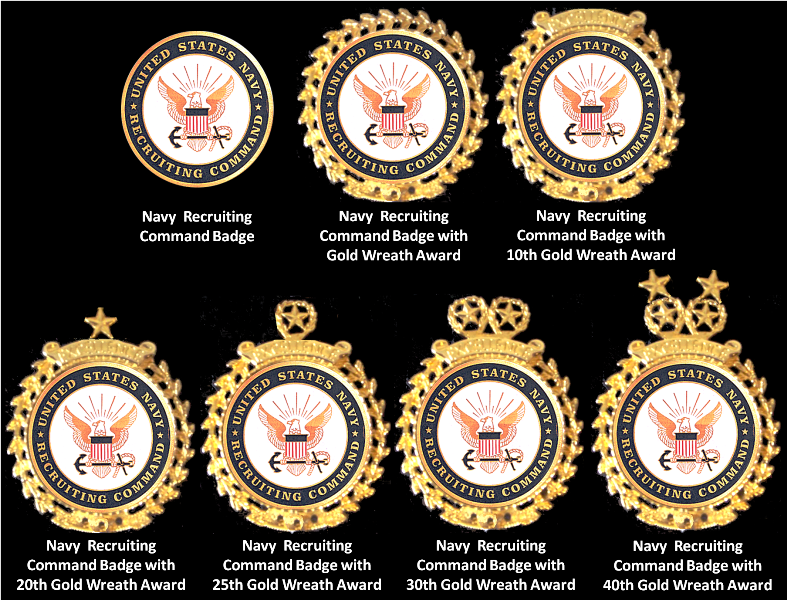 UNITED STATES NAVY
RECRUITING COMMAND
UNITED STATES NAVY
RECRUITING COMMAND
UNITED STATES NAVY
RECRUITING COMMAND
Navy Recruiting
Command Badge
Navy Recruiting
Command Badge with
Gold Wreath Award
Navy Recruiting
Command Badge with
10th Gold Wreath Award
UNITED STATES NAVY
RECRUITING COMMAND
UNITED STATES NAVY
RECRUITING COMMAND
UNITED STATES NAVY
RECRUITING COMMAND
UNITED STATES NAVY
RECRUITING COMMAND
Navy Recruiting
Command Badge with
20th Gold Wreath Award
Navy Recruiting
Command Badge with
25th Gold Wreath Award
Navy Recruiting
Command Badge with
30th Gold Wreath Award
Navy Recruiting
Command Badge with
40th Gold Wreath Award